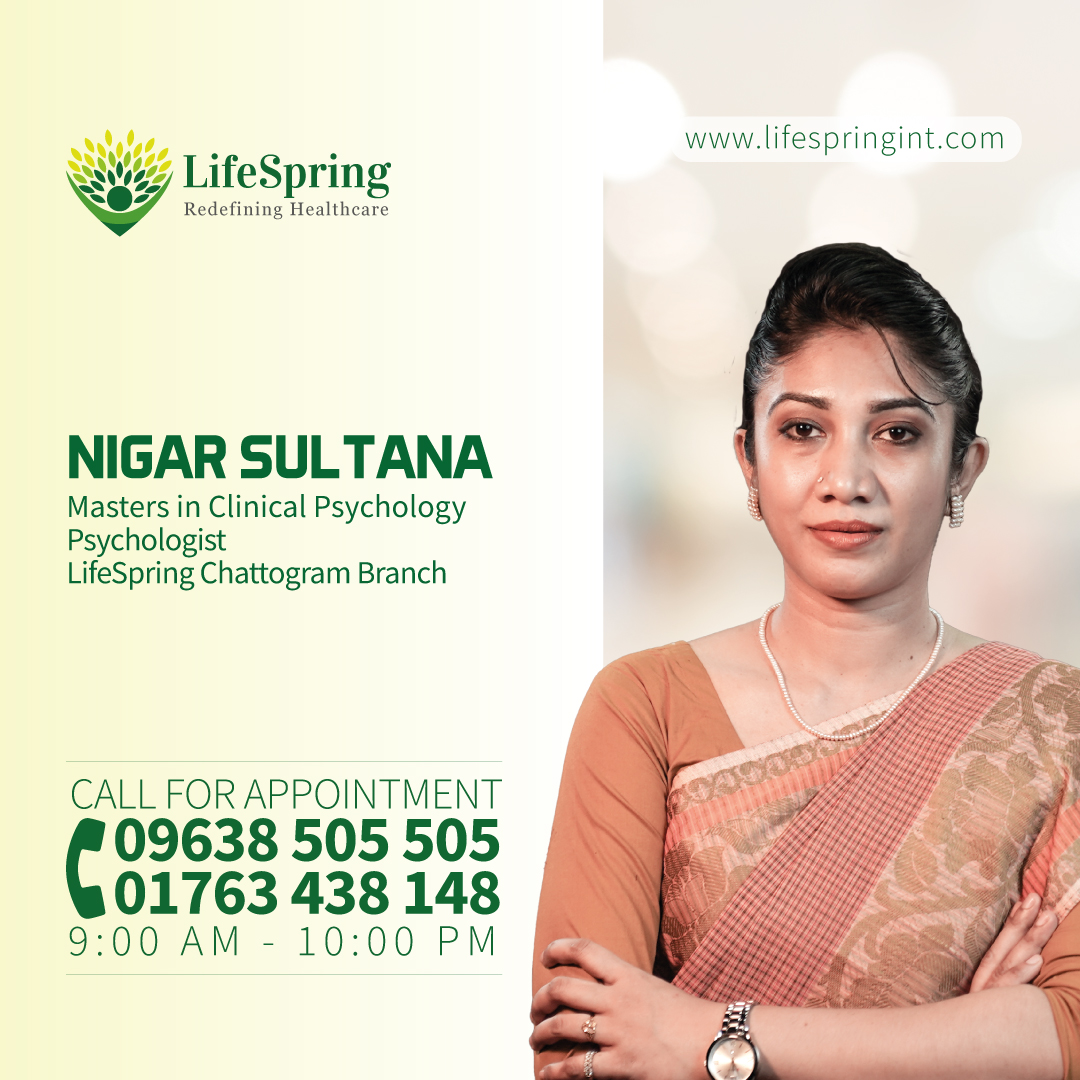 www.lifespringint.com
LifeSpring
Redefining Healthcare
NIGAR SULTANA
Masters in Clinical Psychology
Psychologist
LifeSpring Chattogram Branch
CALL FOR APPOINTMENT
09638 505 505
01763 438 148
9:00 AM - 10:00 PM